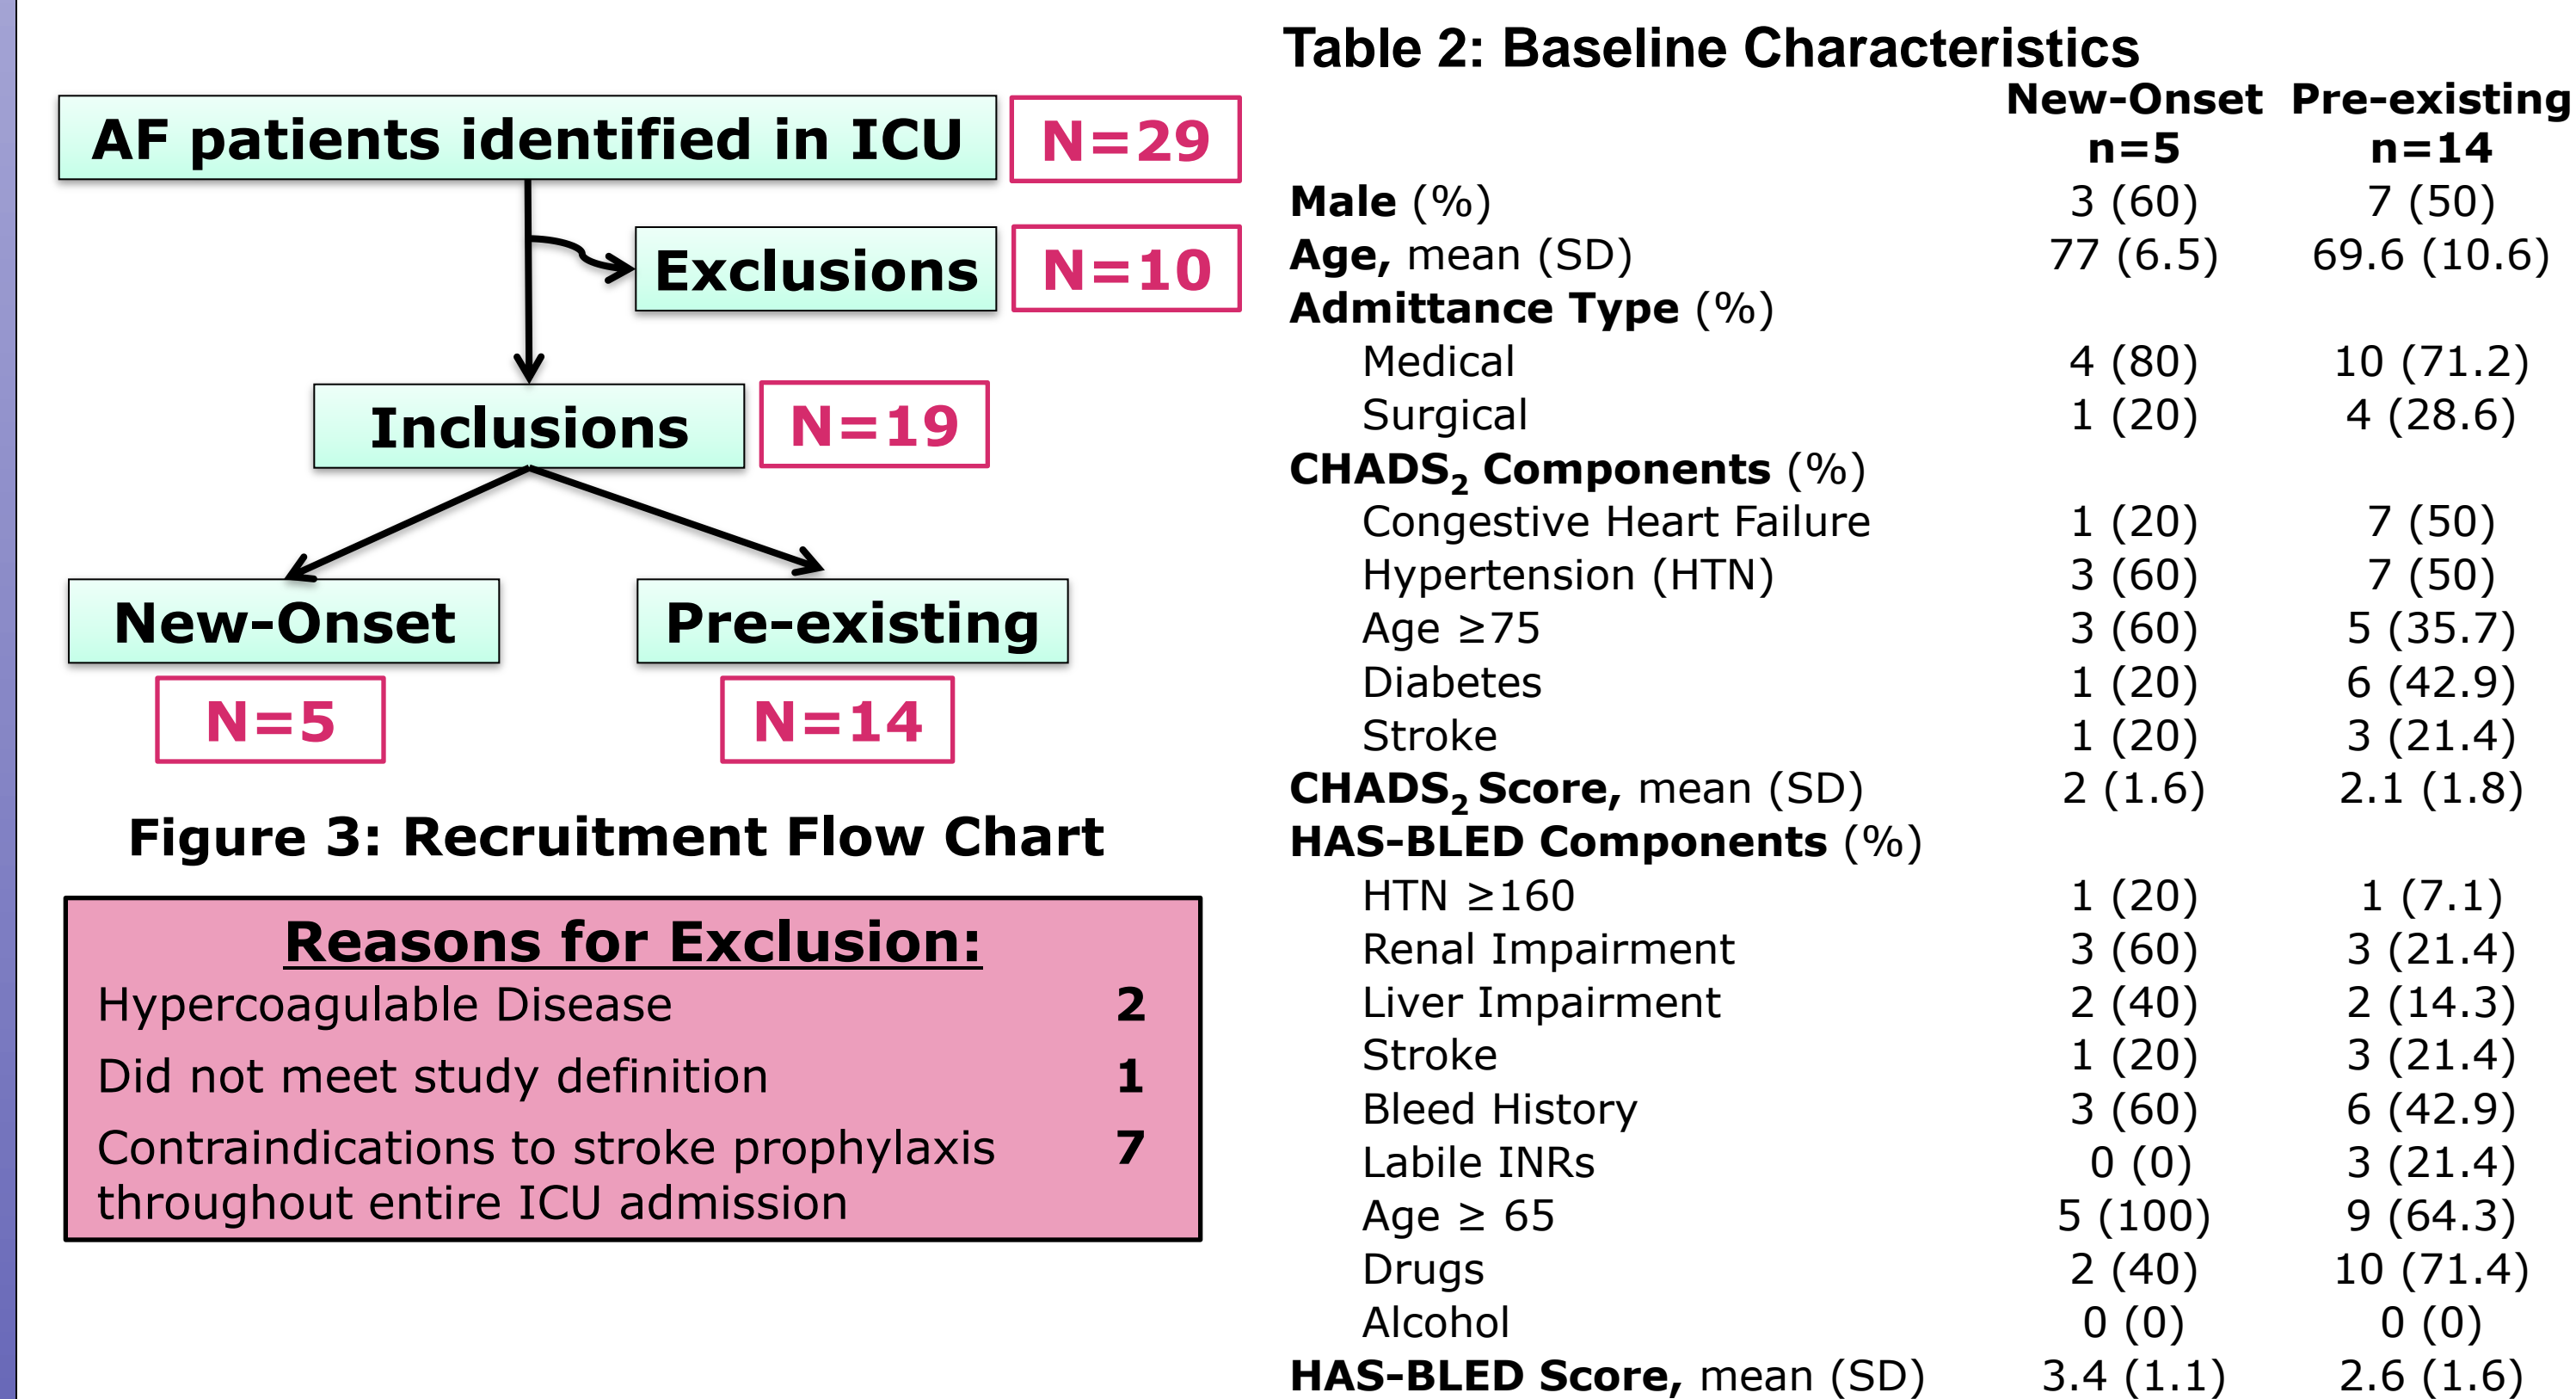 AF patients identified in ICU
N=29
Exclusions
N=10
Inclusions
N=19
New-Onset
Pre-existing
N=5
N=14
Figure 3: Recruitment Flow Chart
Reasons for Exclusion:
Hypercoagulable Disease 2
Did not meet study definition 1
Contraindications to stroke prophylaxis 7
throughout entire ICU admission
Table 2: Baseline Characteristics
New-Onset Pre-existing
n=5 n=14
Male (%) 3 (60) 7 (50)
Age, mean (SD) 77 (6.5) 69.6 (10.6)
Admittance Type (%)
Medical 4 (80) 10 (71.2)
Surgical 1 (20) 4 (28.6)
CHADS₂ Components (%)
Congestive Heart Failure 1 (20) 7 (50)
Hypertension (HTN) 3 (60) 7 (50)
Age ≥75 3 (60) 5 (35.7)
Diabetes 1 (20) 6 (42.9)
Stroke 1 (20) 3 (21.4)
CHADS₂ Score, mean (SD) 2 (1.6) 2.1 (1.8)
HAS-BLED Components (%)
HTN ≥160 1 (20) 1 (7.1)
Renal Impairment 3 (60) 3 (21.4)
Liver Impairment 2 (40) 2 (14.3)
Stroke 1 (20) 3 (21.4)
Bleed History 3 (60) 6 (42.9)
Labile INRs 0 (0) 3 (21.4)
Age ≥ 65 5 (100) 9 (64.3)
Drugs 2 (40) 10 (71.4)
Alcohol 0 (0) 0 (0)
HAS-BLED Score, mean (SD) 3.4 (1.1) 2.6 (1.6)